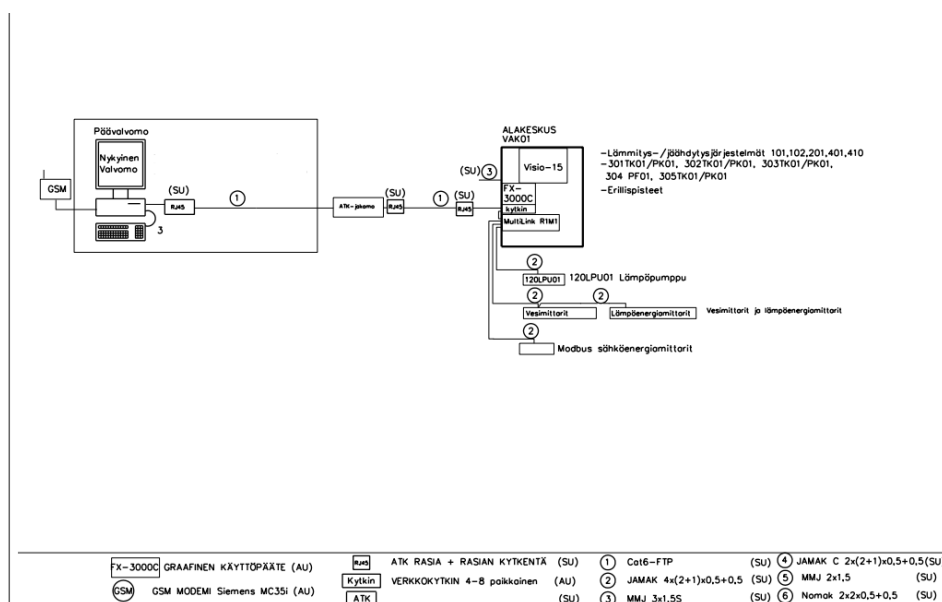 Päävalvomo
Nykyinen
Valvomo
GSM
(SU)
RJ45
1
3
ATK-jakamo
(SU)
RJ45
1
(SU)
RJ45
ALAKESKUS
VAK01
Visio-15
(SU) 3
FX-
3000C
kytkin
MultiLink R1M1
-Lämmitys-/jäähdytysjärjestelmät 101,102,201,401,410
-301TK01/PK01, 302TK01/PK01, 303TK01/PK01,
304 PF01, 305TK01/PK01
-Erillispisteet
2
120LPU01 120LPU01 Lämpöpumppu
2
2
Vesimittarit
Lämpöenergiamittarit
Vesimittarit ja lämpöenergiamittarit
2
Modbus sähköenergiamittarit
FX-3000C GRAAFINEN KÄYTTÖPÄÄTE (AU)
GSM GSM MODEMI Siemens MC35i (AU)
RJ45 ATK RASIA + RASIAN KYTKENTÄ (SU)
Kytkin VERKKOKYTKIN 4-8 paikkainen (AU)
ATK (SU)
1 Cat6-FTP (SU)
2 JAMAK 4x(2+1)x0,5+0,5 (SU)
3 MMJ 3x1,5S (SU)
4 JAMAK C 2x(2+1)x0,5+0,5(SU)
5 MMJ 2x1,5 (SU)
6 Nomak 2x2x0,5+0,5 (SU)